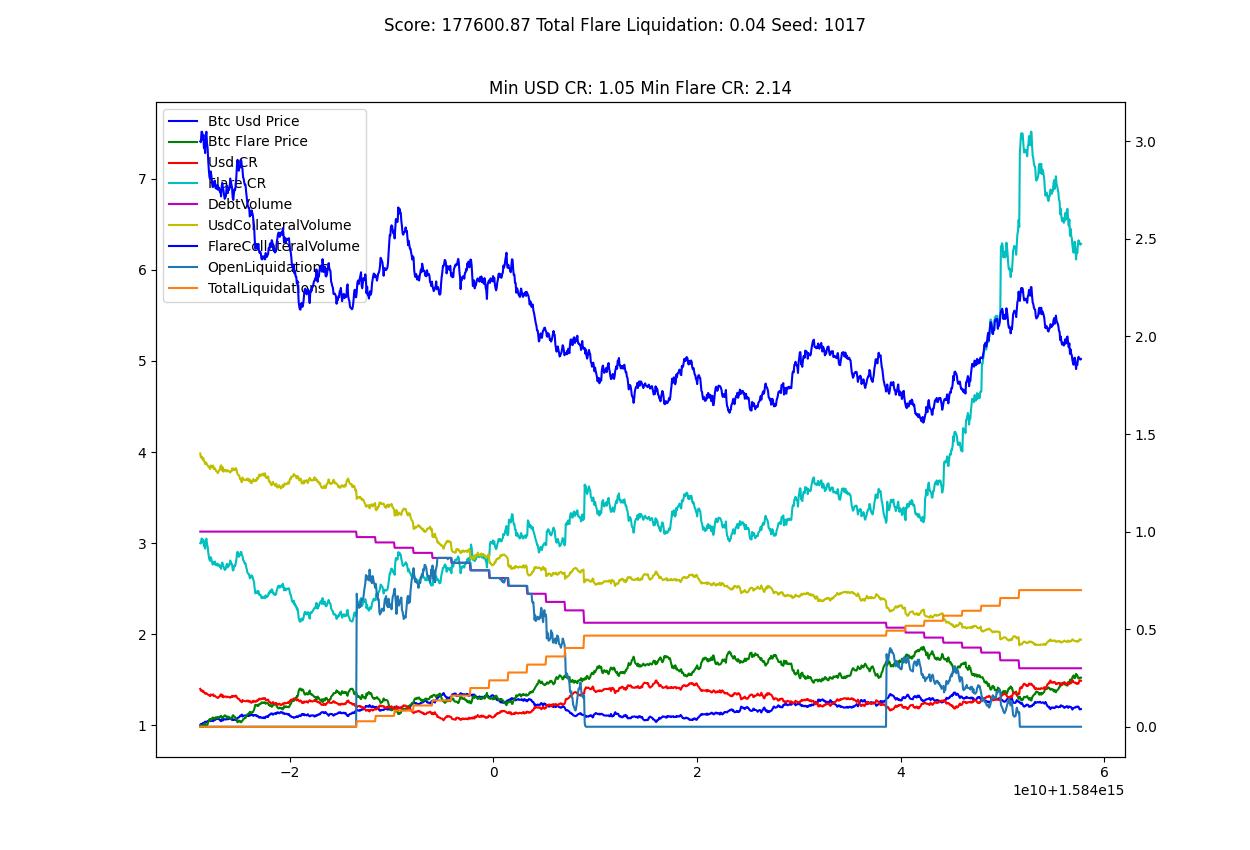 Score: 177600.87 Total Flare Liquidation: 0.04 Seed: 1017
Min USD CR: 1.05 Min Flare CR: 2.14
Btc Usd Price
Btc Flare Price
Usd CR
Flare CR
DebtVolume
UsdCollateralVolume
FlareCollateralVolume
OpenLiquidations
TotalLiquidations
7
6
5
4
3
2
1
3.0
2.5
2.0
1.5
1.0
0.5
0.0
−2 0 2 4 6
1e10+1.584e15